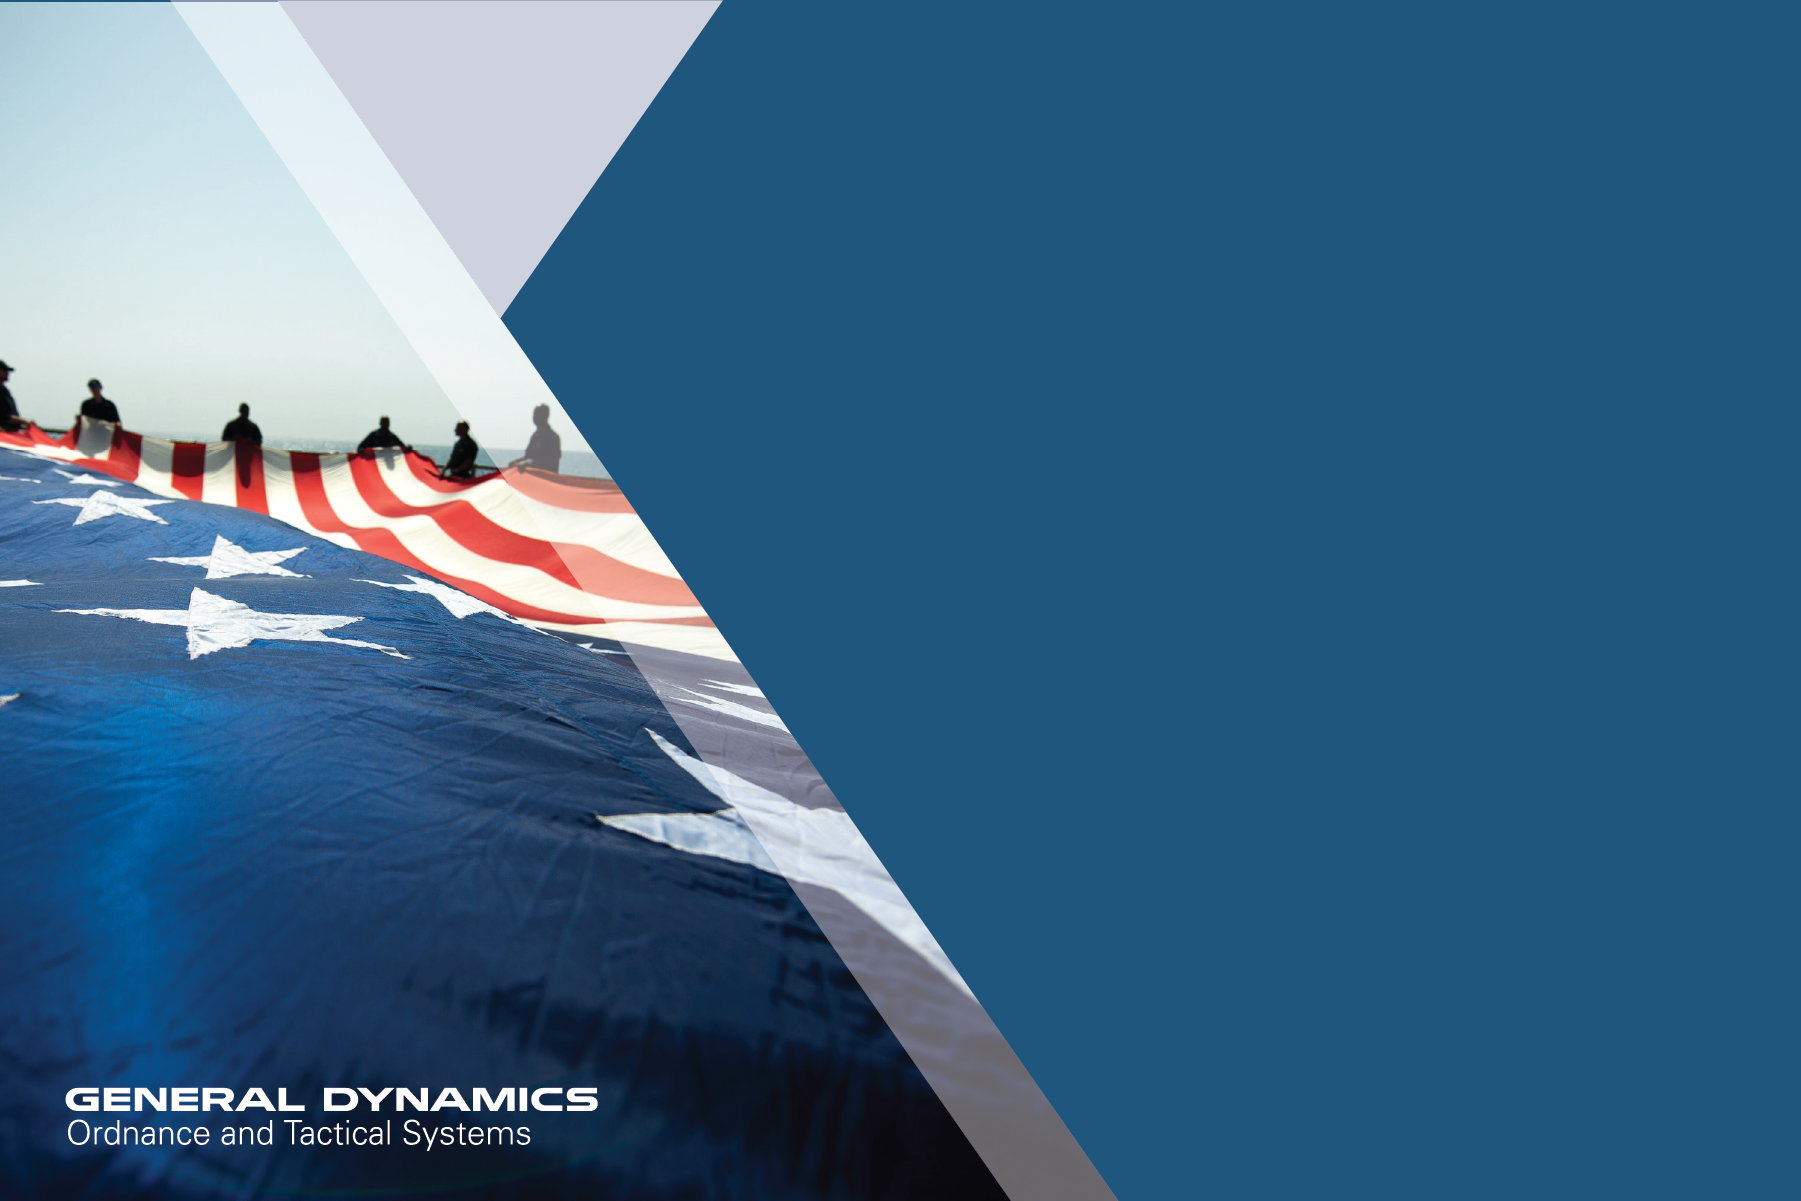 GENERAL DYNAMICS
Ordnance and Tactical Systems